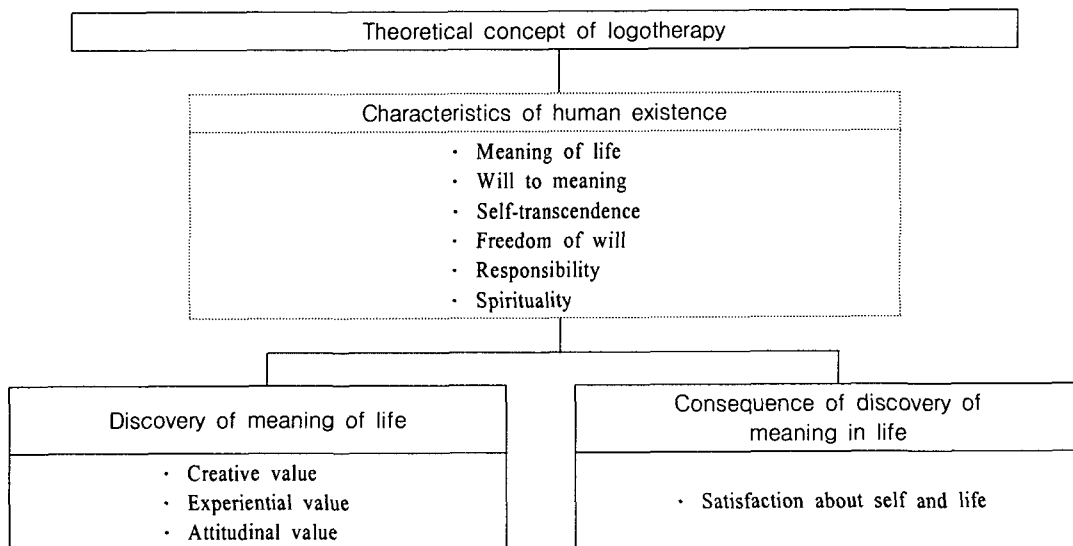 Theoretical concept of logotherapy
Characteristics of human existence
· Meaning of life
· Will to meaning
· Self-transcendence
· Freedom of will
· Responsibility
· Spirituality
Discovery of meaning of life
· Creative value
· Experiential value
· Attitudinal value
Consequence of discovery of
meaning in life
· Satisfaction about self and life